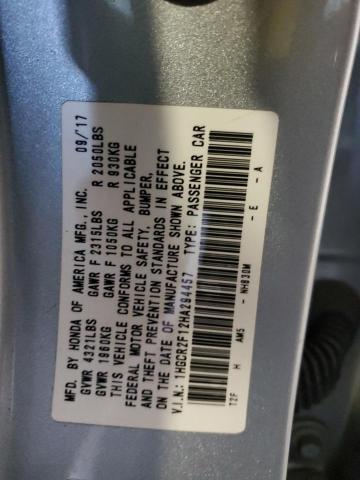 MFD. BY HONDA OF AMERICA MFG., INC. 09/17
GVWR 4321LBS GAWR F 2315LBS R 2050LBS
GVWR 1960KG GAWR F 1050KG R 930KG
THIS VEHICLE CONFORMS TO ALL APPLICABLE
FEDERAL MOTOR VEHICLE SAFETY, BUMPER,
AND THEFT PREVENTION STANDARDS IN EFFECT
ON THE DATE OF MANUFACTURE SHOWN ABOVE.
V.I.N.: 1HGCR2F12HA294457 TYPE: PASSENGER CAR
T2F H AM5 NH830M - E - A